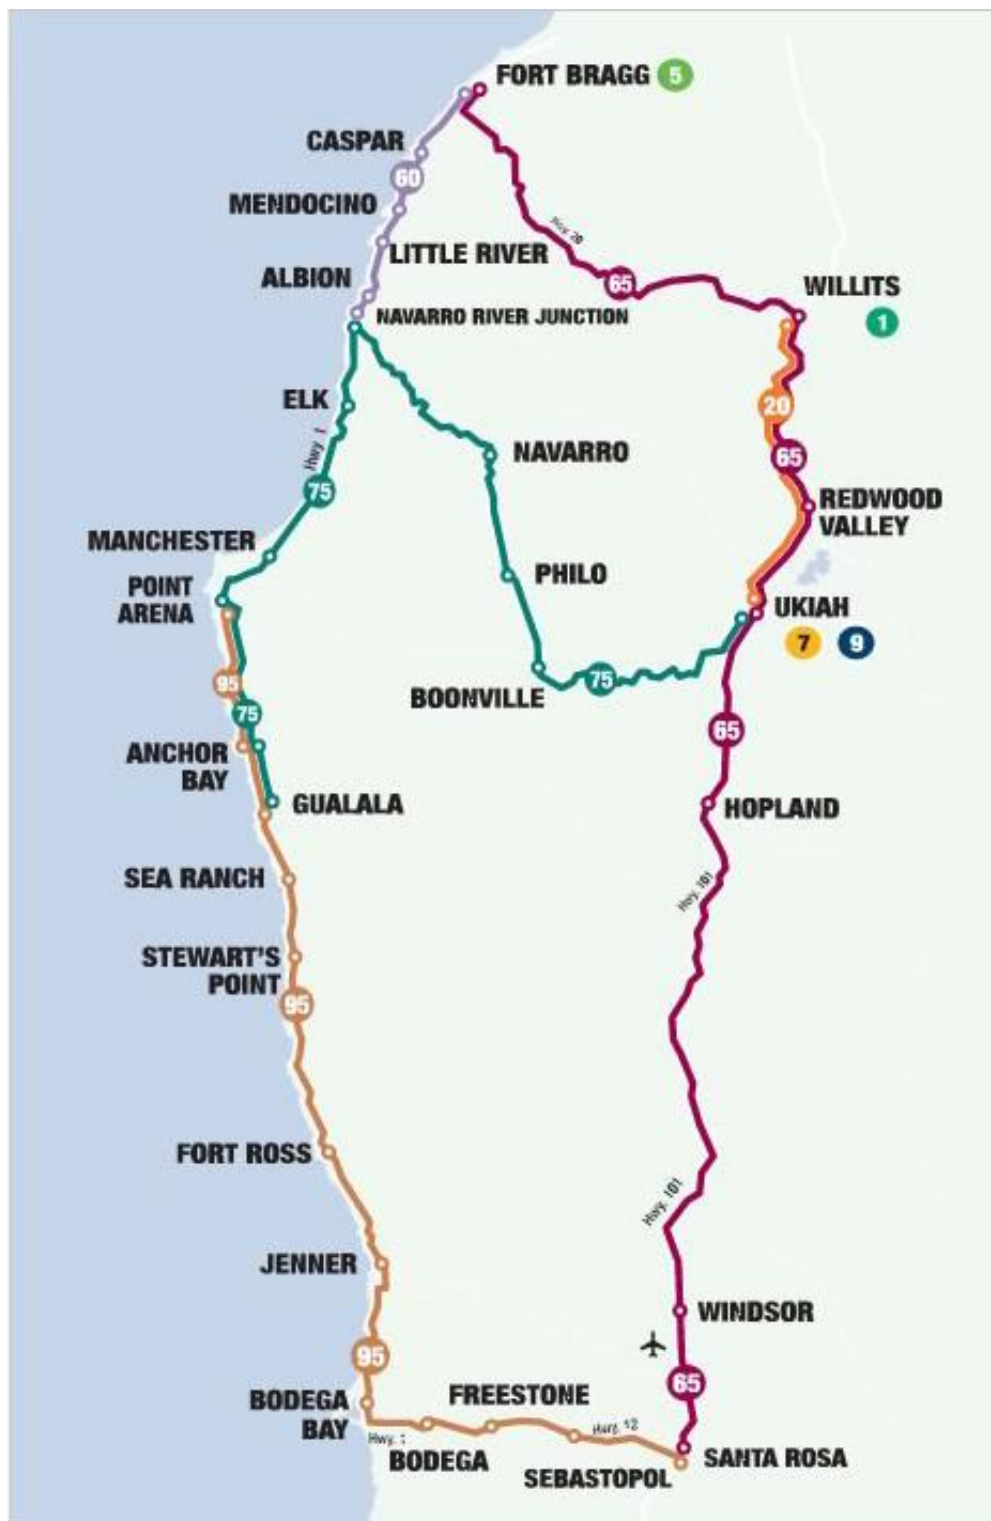 FORT BRAGG 5
CASPAR
60
MENDOCINO
Hwy. 20
LITTLE RIVER
ALBION
65
WILLITS
NAVARRO RIVER JUNCTION
1
ELK
20
Hwy. 1
NAVARRO
65
75
REDWOOD
VALLEY
MANCHESTER
POINT
ARENA
PHILO
UKIAH
7 9
95
75
BOONVILLE
75
65
ANCHOR
BAY
GUALALA
HOPLAND
SEA RANCH
Hwy. 101
STEWART'S
POINT
95
FORT ROSS
Hwy. 101
JENNER
WINDSOR
95
65
BODEGA
BAY
FREESTONE
Hwy. 1
Hwy. 12
BODEGA
SEBASTOPOL
SANTA ROSA